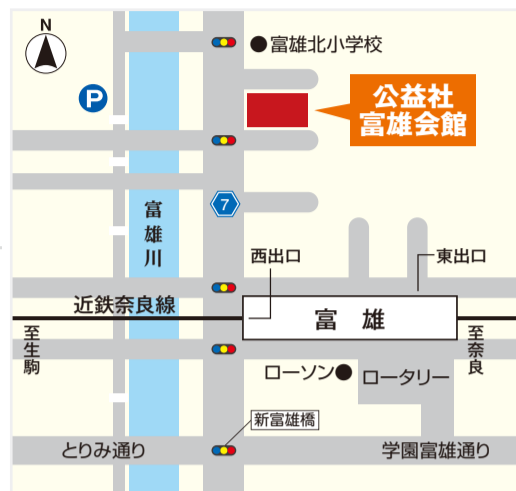 N
富雄北小学校
P
公益社
富雄会館
7
富雄川
西出口
東出口
近鉄奈良線
富雄
至生駒
至奈良
ローソン
ロータリー
新富雄橋
とりみ通り
学園富雄通り